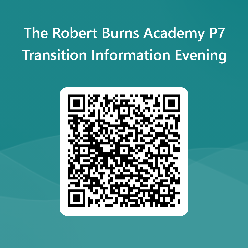 The Robert Burns Academy P7
Transition Information Evening